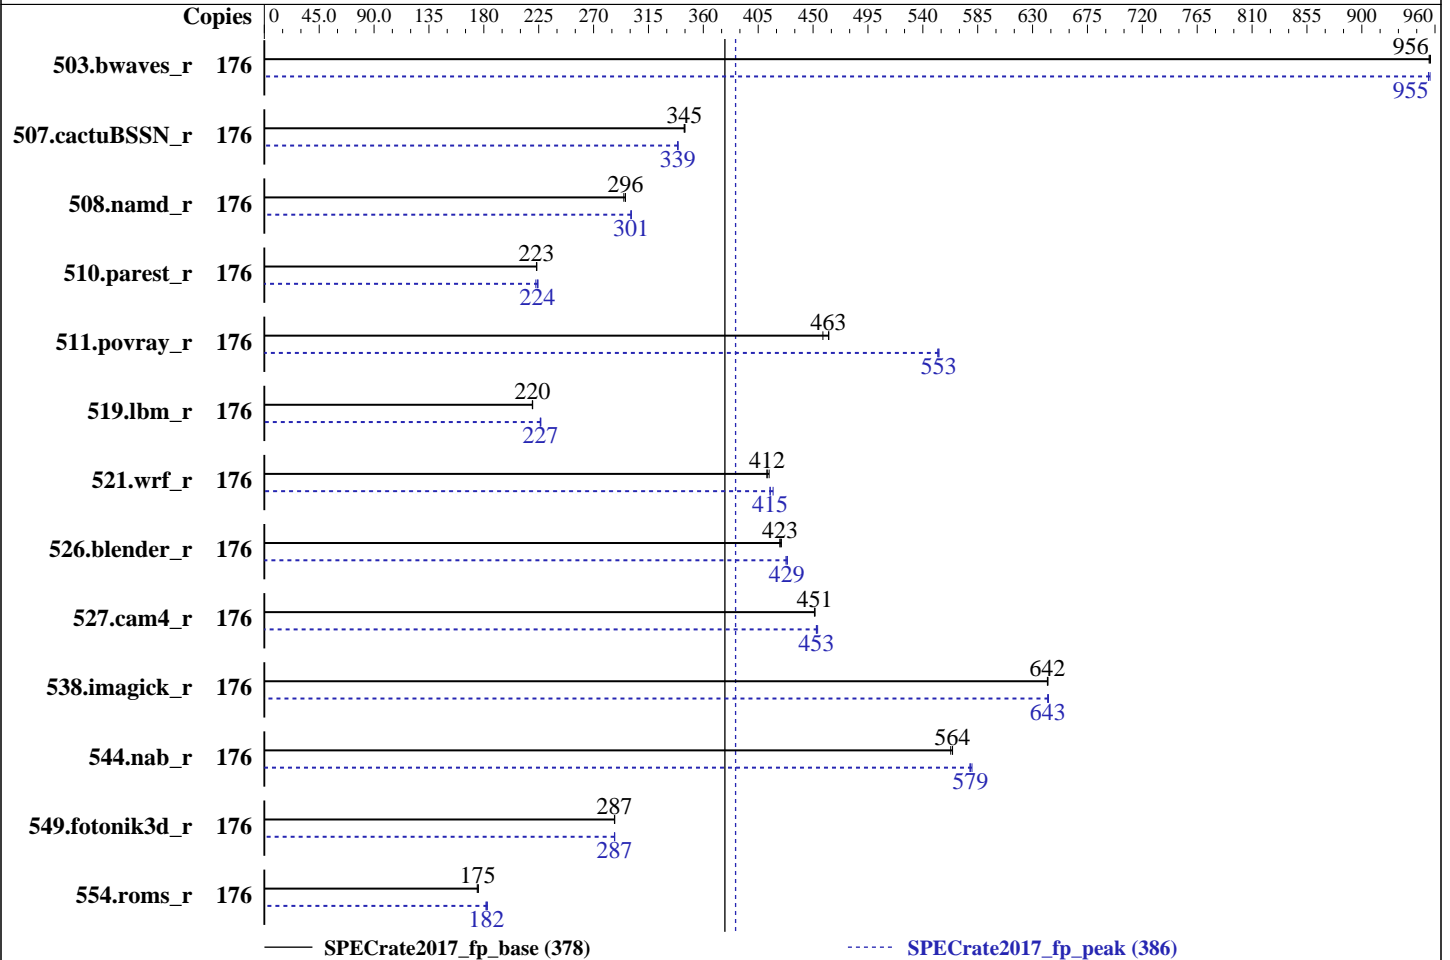 Copies 0 45.0 90.0 135 180 225 270 315 360 405 450 495 540 585 630 675 720 765 810 855 900 960
956
503.bwaves_r 176
955
345
507.cactuBSSN_r 176
339
296
508.namd_r 176
301
223
510.parest_r 176
224
463
511.povray_r 176
553
220
519.lbm_r 176
227
412
521.wrf_r 176
415
423
526.blender_r 176
429
451
527.cam4_r 176
453
642
538.imagick_r 176
643
564
544.nab_r 176
579
287
549.fotonik3d_r 176
287
175
554.roms_r 176
182
SPECrate2017_fp_base (378) SPECrate2017_fp_peak (386)